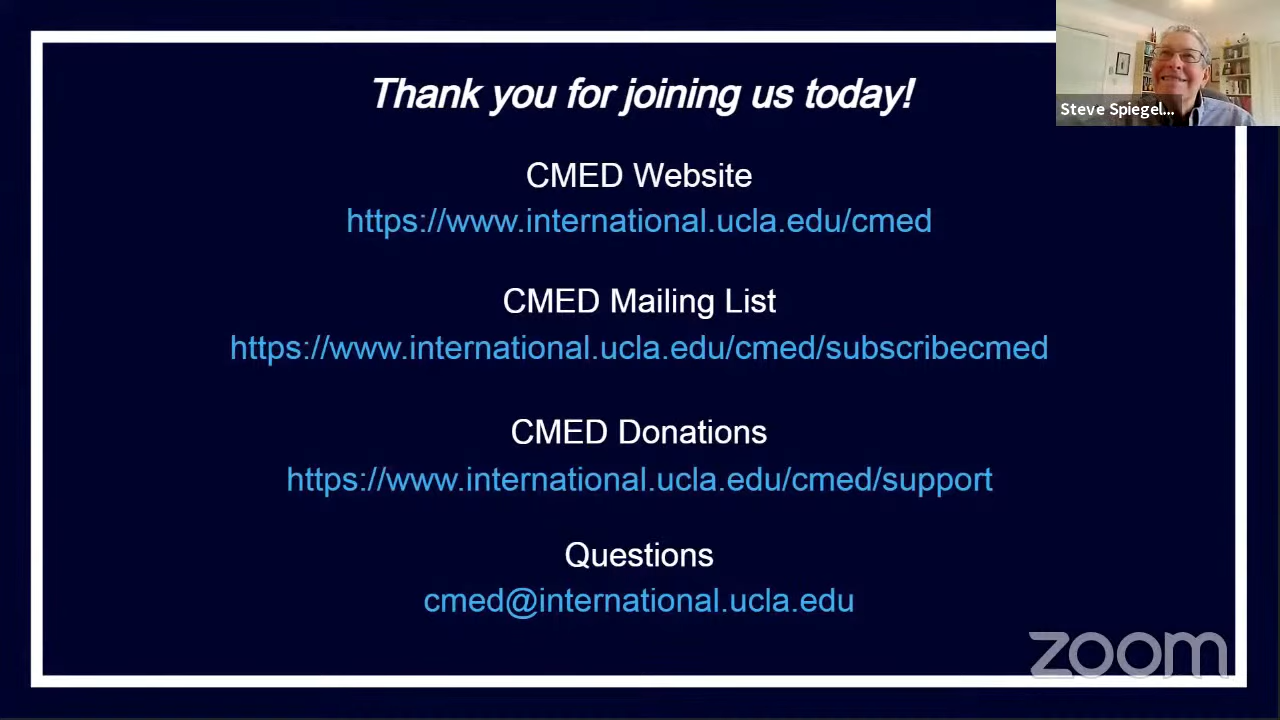 Thank you for joining us today!
Steve Spiegel...
CMED Website
https://www.international.ucla.edu/cmed
CMED Mailing List
https://www.international.ucla.edu/cmed/subscribecmed
CMED Donations
https://www.international.ucla.edu/cmed/support
Questions
cmed@international.ucla.edu
zoom